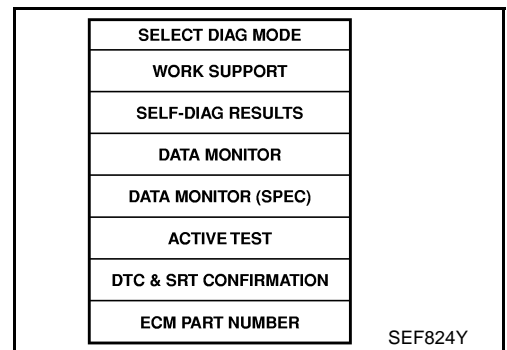 SELECT DIAG MODE
WORK SUPPORT
SELF-DIAG RESULTS
DATA MONITOR
DATA MONITOR (SPEC)
ACTIVE TEST
DTC & SRT CONFIRMATION
ECM PART NUMBER
SEF824Y